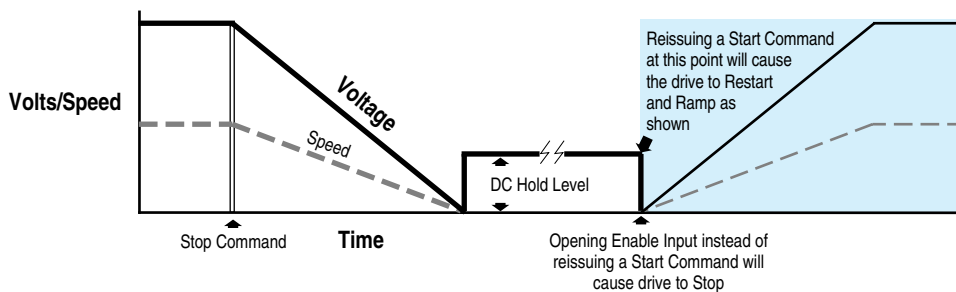 Reissuing a Start Command
at this point will cause
the drive to Restart
and Ramp as
shown
Volts/Speed
Voltage
Speed
DC Hold Level
Stop Command
Time
Opening Enable Input instead of
reissuing a Start Command will
cause drive to Stop